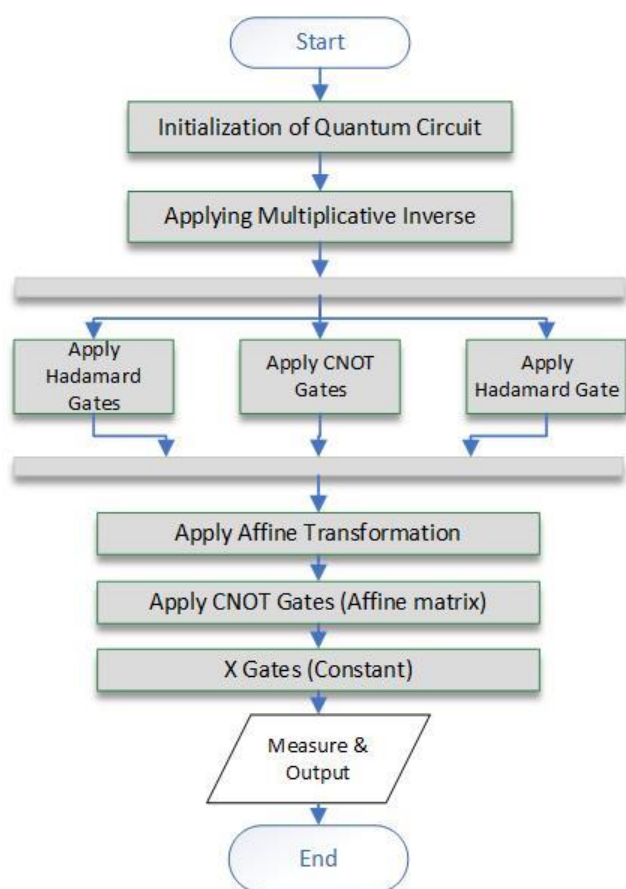 Start
Initialization of Quantum Circuit
Applying Multiplicative Inverse
Apply
Hadamard
Gates
Apply CNOT
Gates
Apply
Hadamard Gate
Apply Affine Transformation
Apply CNOT Gates (Affine matrix)
X Gates (Constant)
Measure &
Output
End